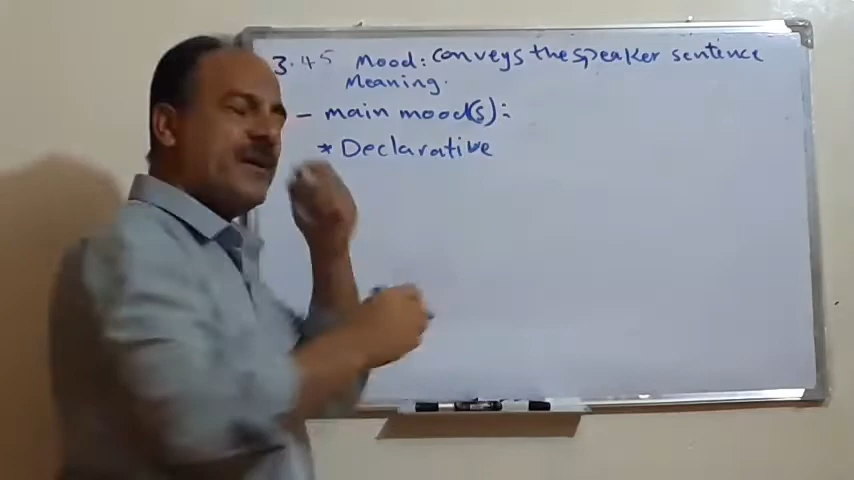 3.45 Mood: Conveys the speaker sentence
Meaning.
- main mood(s):
* Declarative